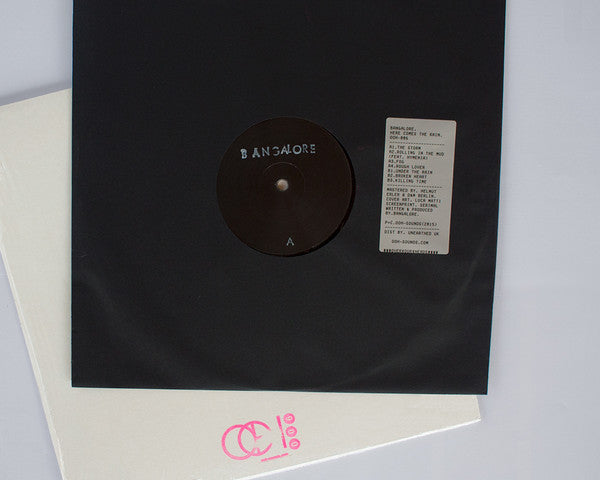 BANGALORE
A
BANGALORE.
HERE COMES THE RAIN.
OOH-006
A1.THE STORM
A2.ROLLING IN THE MUD
(FEAT. HYMENIA)
A3.FOG
A4.ROUGH LOVER
B1.UNDER THE RAIN
B2.BROKEN HEART
B3.KILLING TIME
MASTERED BY. HELMUT
ERLER @ D&M BERLIN.
COVER ART. LUCA MATTI
SCREENPRINT. SERIMAL
WRITTEN & PRODUCED
BY.BANGALORE.
P+C.OOH-SOUNDS(2015)
DIST BY. UNEARTHED UK
OOH-SOUNDS.COM